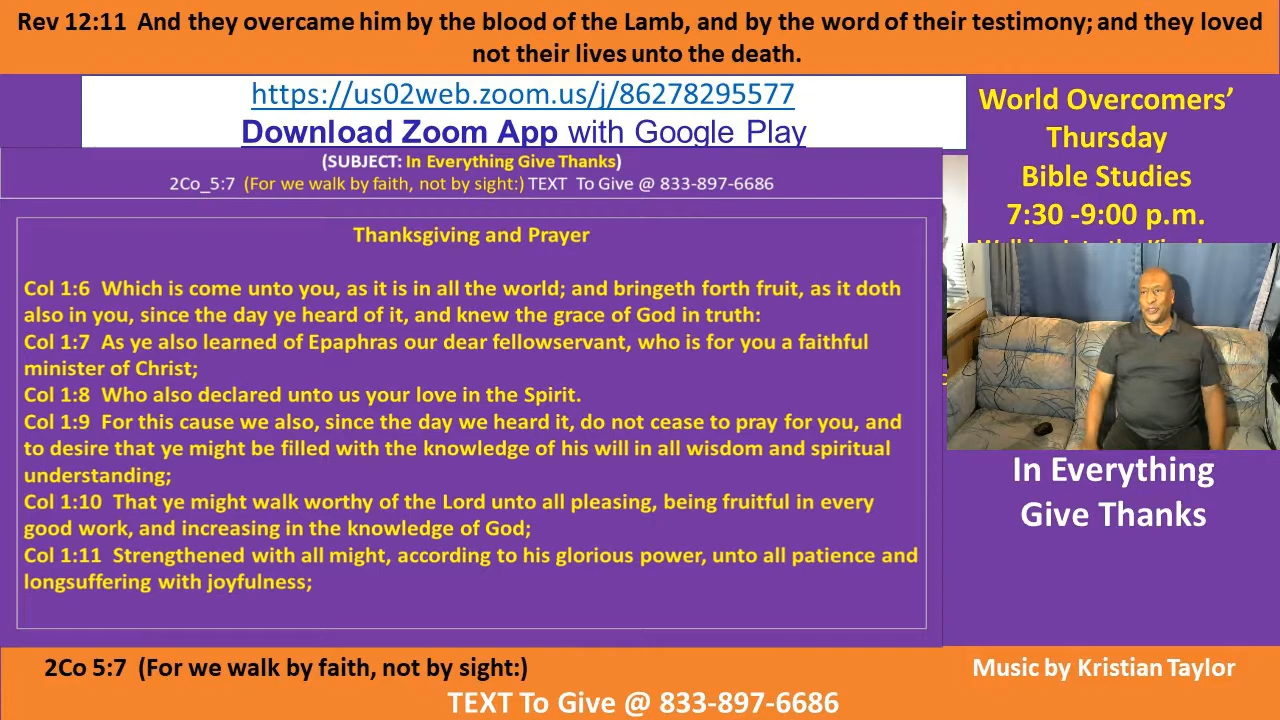 Rev 12:11  And they overcame him by the blood of the Lamb, and by the word of their testimony; and they loved
not their lives unto the death.
https://us02web.zoom.us/j/86278295577
Download Zoom App with Google Play
(SUBJECT: In Everything Give Thanks)
2Co_5:7  (For we walk by faith, not by sight:) TEXT  To Give @ 833-897-6686
Thanksgiving and Prayer
Col 1:6  Which is come unto you, as it is in all the world; and bringeth forth fruit, as it doth
also in you, since the day ye heard of it, and knew the grace of God in truth:
Col 1:7  As ye also learned of Epaphras our dear fellowservant, who is for you a faithful
minister of Christ;
Col 1:8  Who also declared unto us your love in the Spirit.
Col 1:9  For this cause we also, since the day we heard it, do not cease to pray for you, and
to desire that ye might be filled with the knowledge of his will in all wisdom and spiritual
understanding;
Col 1:10  That ye might walk worthy of the Lord unto all pleasing, being fruitful in every
good work, and increasing in the knowledge of God;
Col 1:11  Strengthened with all might, according to his glorious power, unto all patience and
longsuffering with joyfulness;
World Overcomers'
Thursday
Bible Studies
7:30 -9:00 p.m.
In Everything
Give Thanks
2Co 5:7  (For we walk by faith, not by sight:)
Music by Kristian Taylor
TEXT To Give @ 833-897-6686